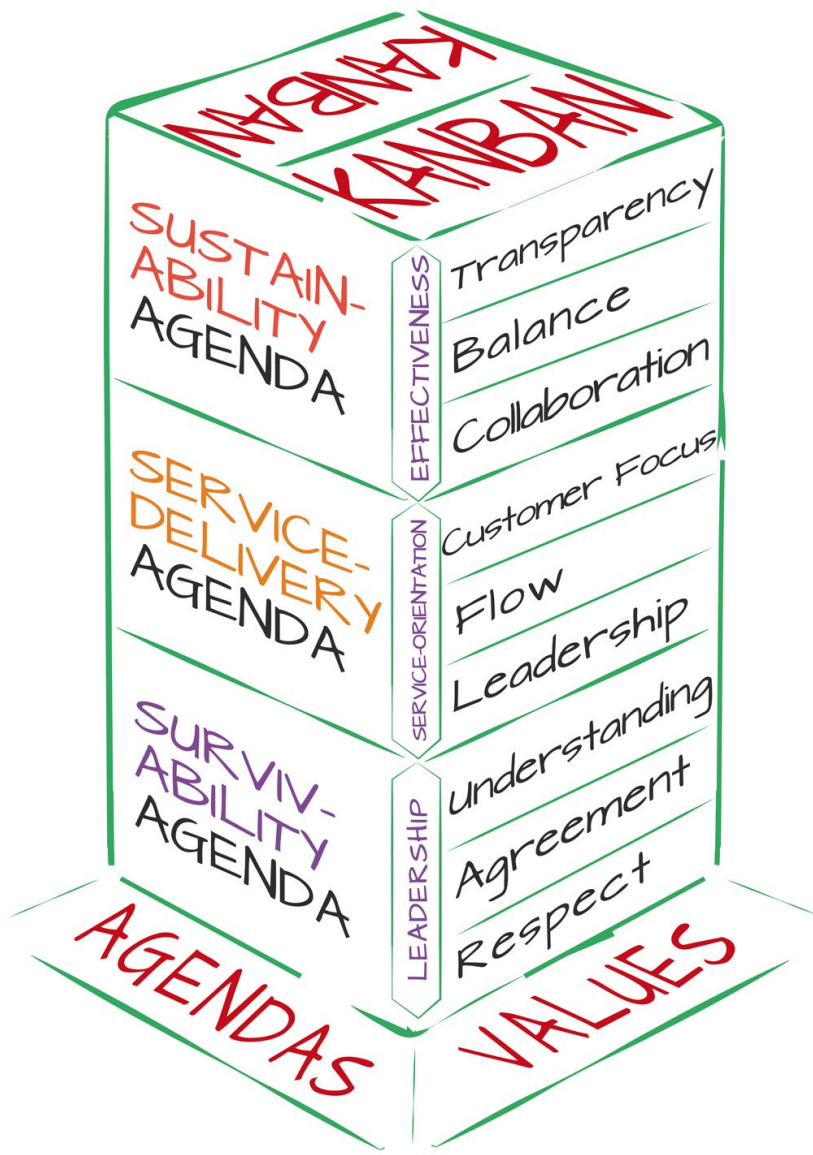 KANBAN
KANBAN
SUSTAIN-
ABILITY
AGENDA
EFFECTIVENESS
Transparency
Balance
Collaboration
SERVICE-
DELIVERY
AGENDA
SERVICE-ORIENTATION
Customer Focus
Flow
Leadership
SURVIV-
ABILITY
AGENDA
LEADERSHIP
Understanding
Agreement
Respect
AGENDAS
VALUES